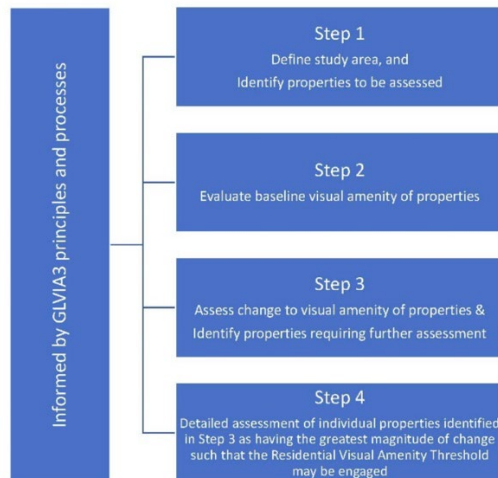 Informed by GLVIA3 principles and processes
Step 1
Define study area, and
Identify properties to be assessed
Step 2
Evaluate baseline visual amenity of properties
Step 3
Assess change to visual amenity of properties &
Identify properties requiring further assessment
Step 4
Detailed assessment of individual properties identified
in Step 3 as having the greatest magnitude of change
such that the Residential Visual Amenity Threshold
may be engaged